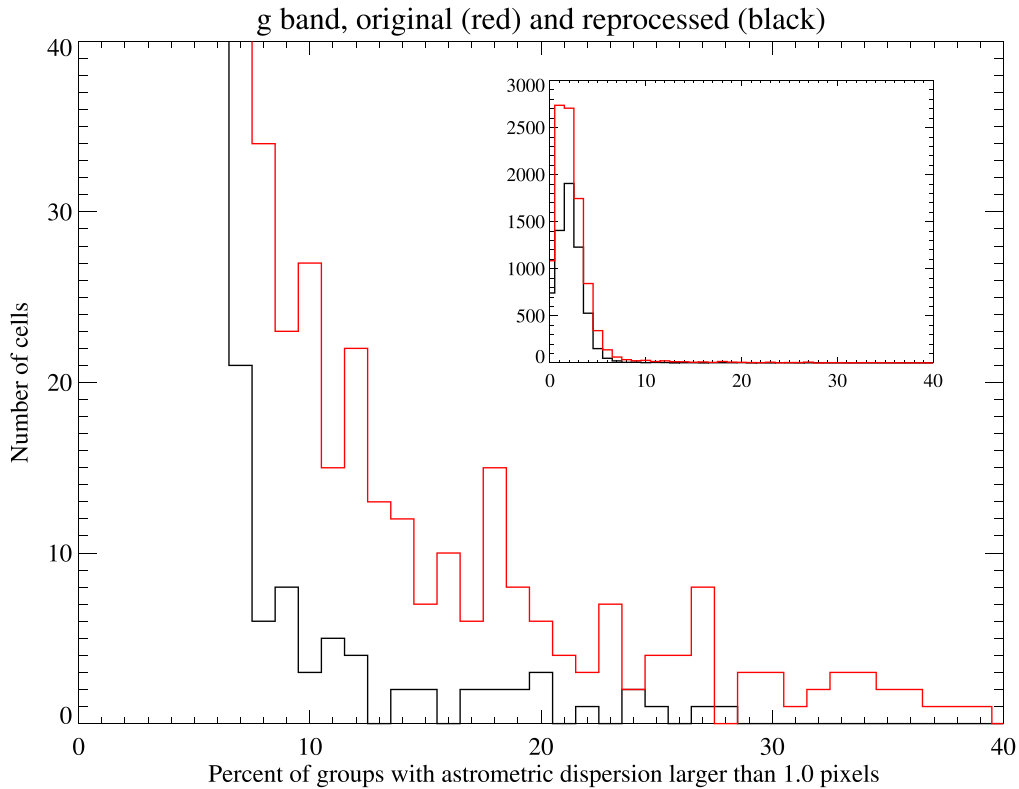 g band, original (red) and reprocessed (black)
40
30
20
10
0
Number of cells
3000
2500
2000
1500
1000
500
0
0 10 20 30 40
0 10 20 30 40
Percent of groups with astrometric dispersion larger than 1.0 pixels